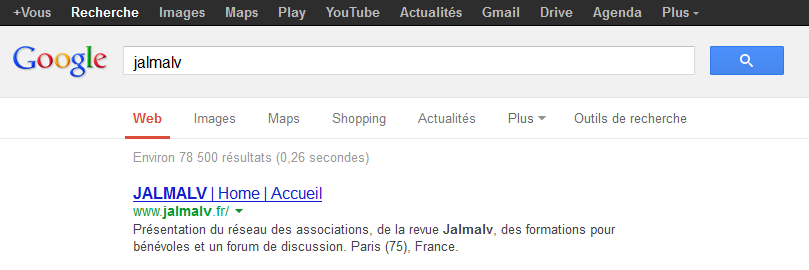 +Vous Recherche Images Maps Play YouTube Actualités Gmail Drive Agenda Plus
Google jalmalv
Web Images Maps Shopping Actualités Plus Outils de recherche
Environ 78 500 résultats (0,26 secondes)
JALMALV | Home | Accueil
www.jalmalv.fr/
Présentation du réseau des associations, de la revue Jalmalv, des formations pour
bénévoles et un forum de discussion. Paris (75), France.